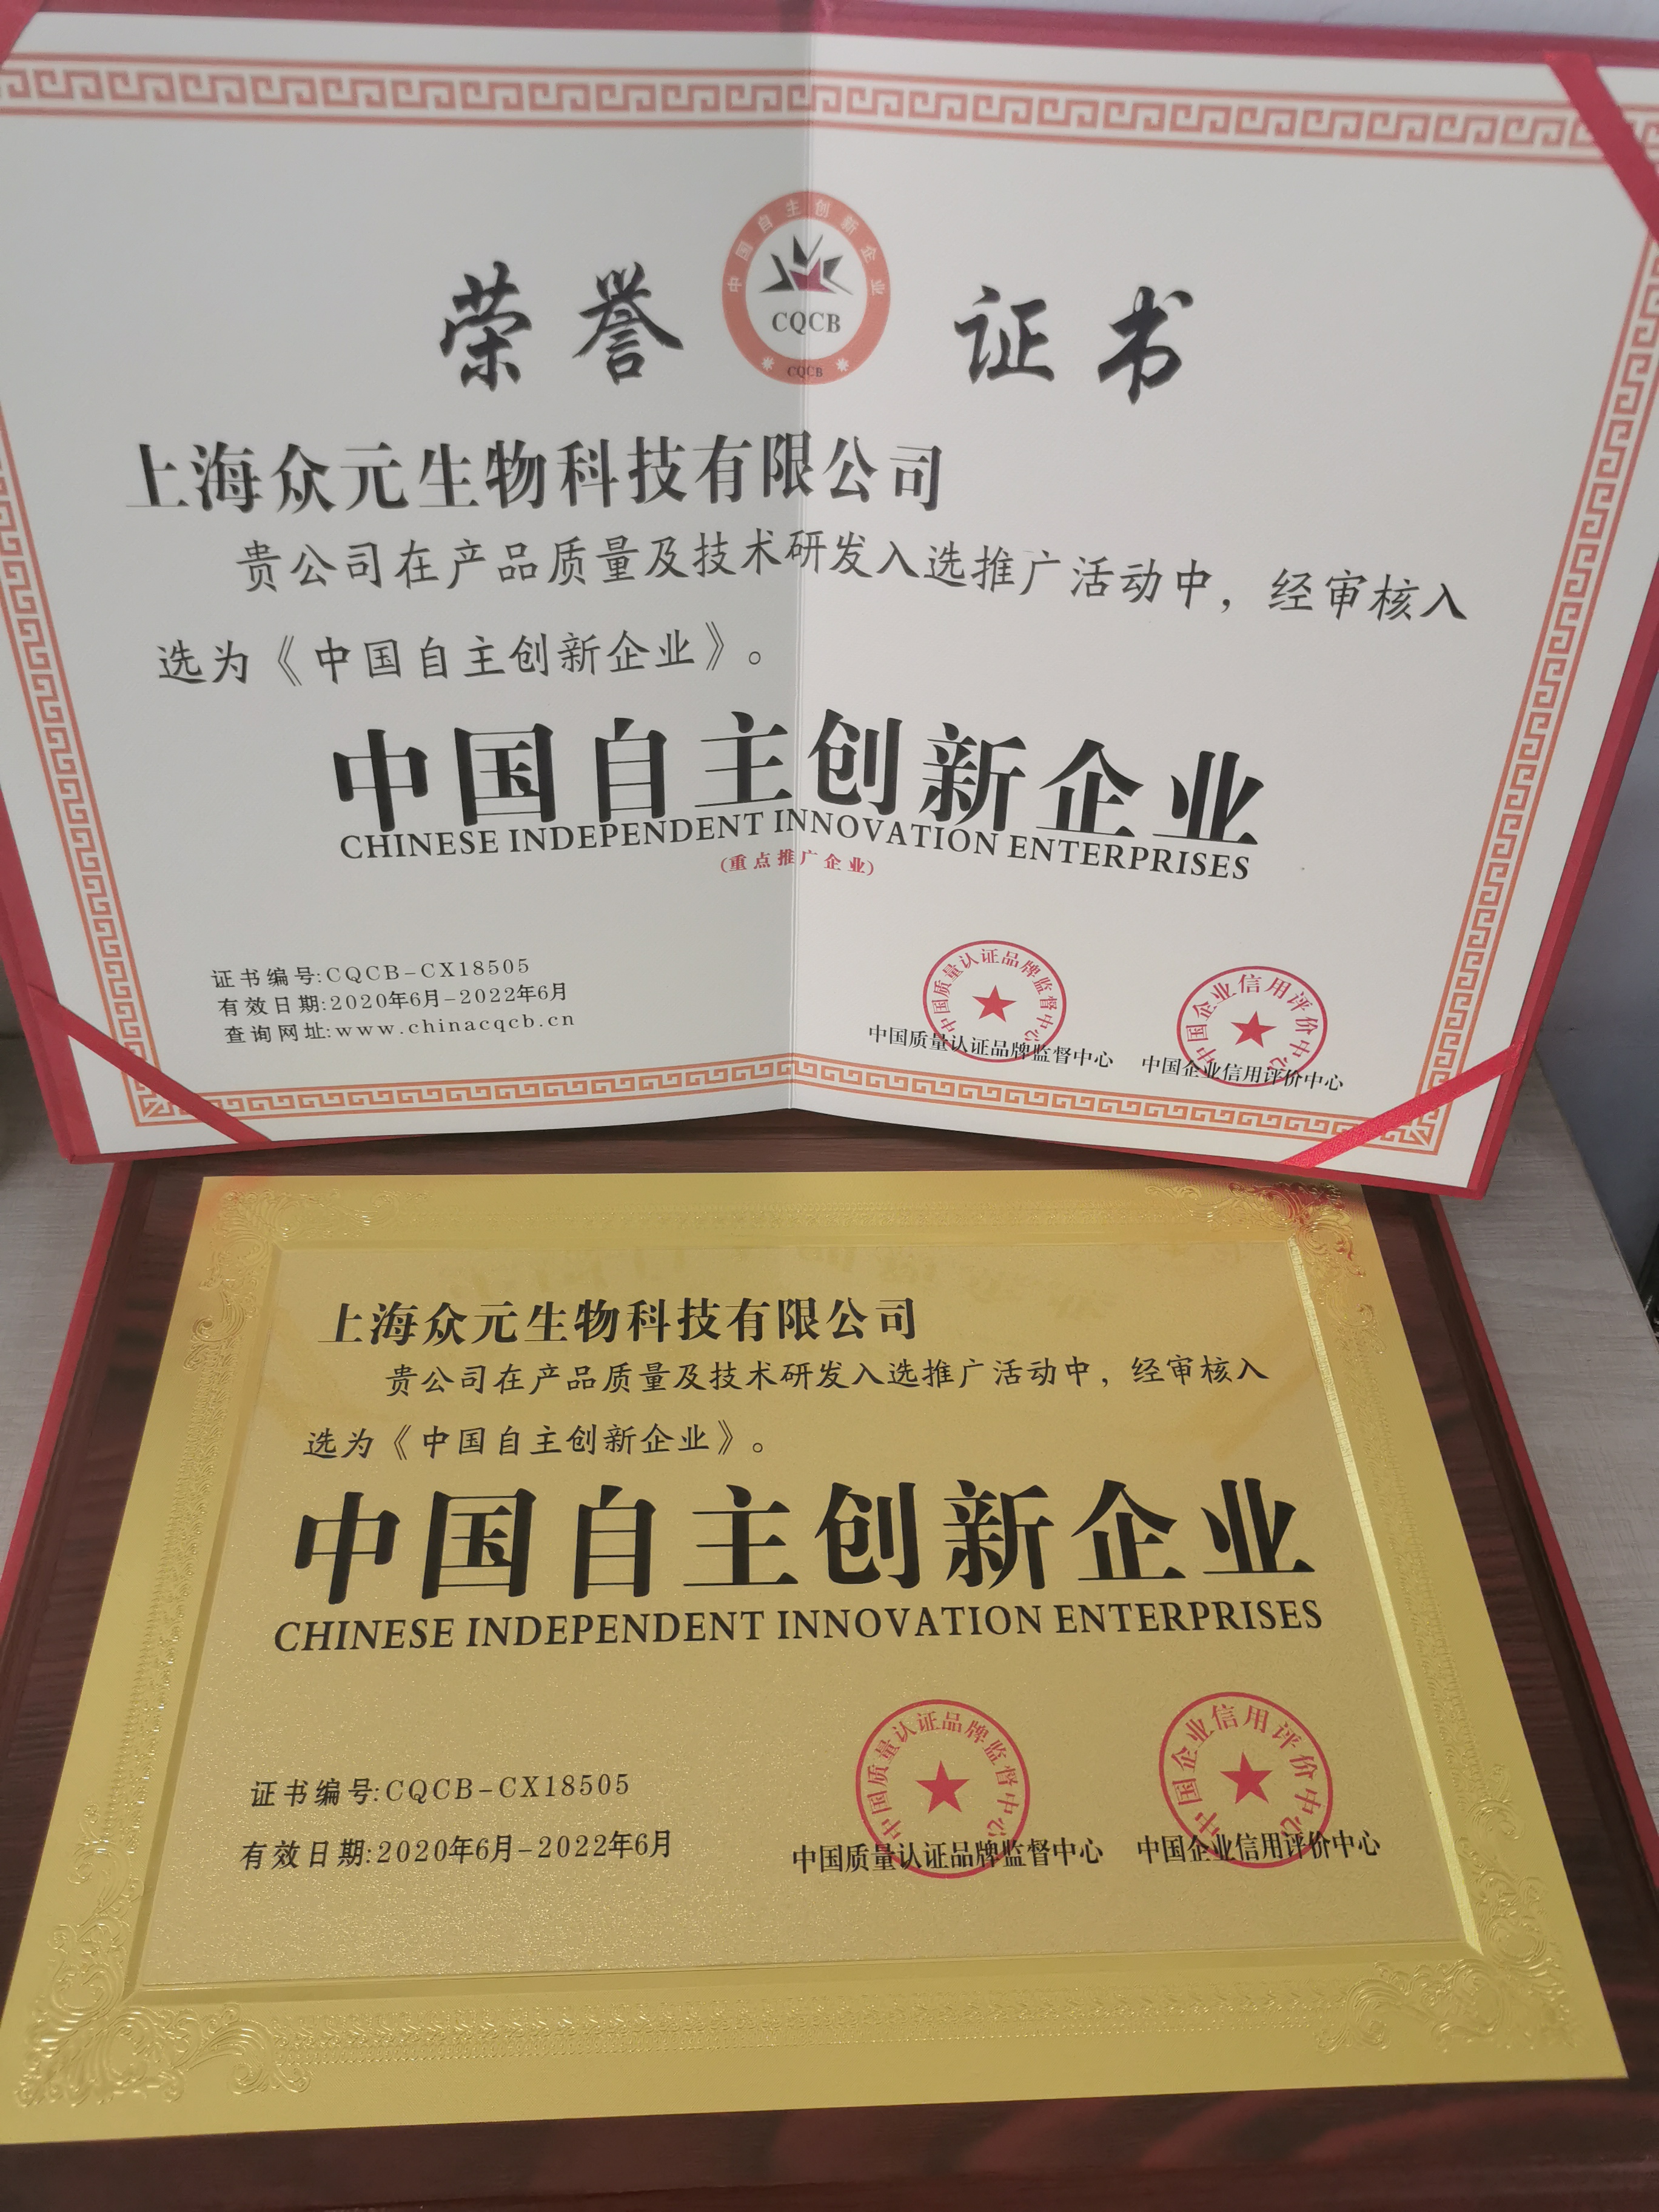 中国自主创新企业
CQCB
CQCB
荣誉证书
上海众元生物科技有限公司
贵公司在产品质量及技术研发入选推广活动中，经审核入
选为《中国自主创新企业》。
中国自主创新企业
CHINESE INDEPENDENT INNOVATION ENTERPRISES
(重点推广企业)
证书编号:CQCB-CX18505
有效日期:2020年6月-2022年6月
查询网址:www.chinacqcb.cn
中国质量认证品牌监督中心
中国质量认证品牌监督中心
中国企业信用评价中心
中国企业信用评价中心
上海众元生物科技有限公司
贵公司在产品质量及技术研发入选推广活动中，经审核入
选为《中国自主创新企业》。
中国自主创新企业
CHINESE INDEPENDENT INNOVATION ENTERPRISES
证书编号:CQCB-CX18505
有效日期:2020年6月-2022年6月
中国质量认证品牌监督中心
中国质量认证品牌监督中心
中国企业信用评价中心
中国企业信用评价中心